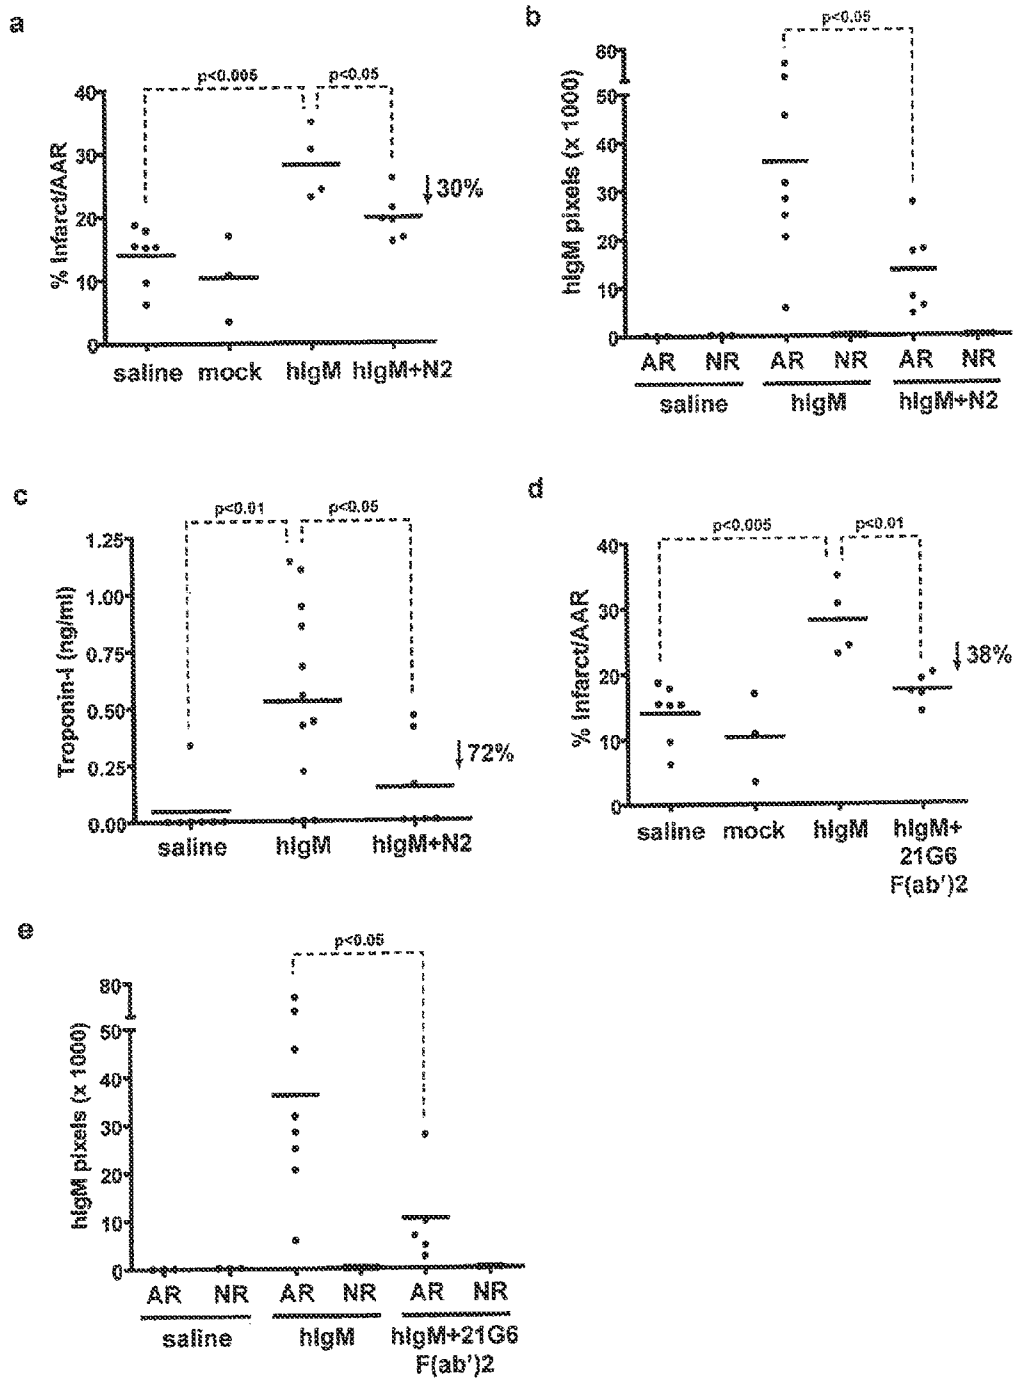 a
p<0.005 p<0.05
40
30
20
10
0
% Infarct/AAR
↓30%
saline mock hIgM hIgM+N2
b
p<0.05
80
50
40
30
20
10
0
hIgM pixels (x 1000)
AR NR AR NR AR NR
saline hIgM hIgM+N2
c
p<0.01 p<0.05
1.25
1.00
0.75
0.50
0.25
0.00
Troponin-I (ng/ml)
↓72%
saline hIgM hIgM+N2
d
p<0.005 p<0.01
40
30
20
10
0
% Infarct/AAR
↓38%
saline mock hIgM hIgM+
21G6
F(ab')2
e
p<0.05
80
50
40
30
20
10
0
hIgM pixels (x 1000)
AR NR AR NR AR NR
saline hIgM hIgM+21G6
F(ab')2